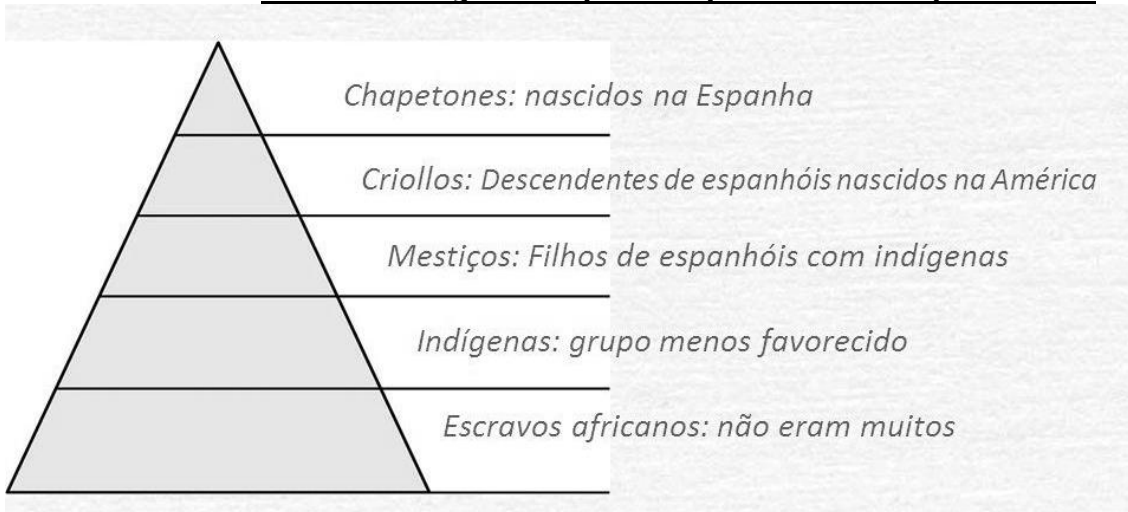 Chapetones: nascidos na Espanha
Criollos: Descendentes de espanhóis nascidos na América
Mestiços: Filhos de espanhóis com indígenas
Indígenas: grupo menos favorecido
Escravos africanos: não eram muitos